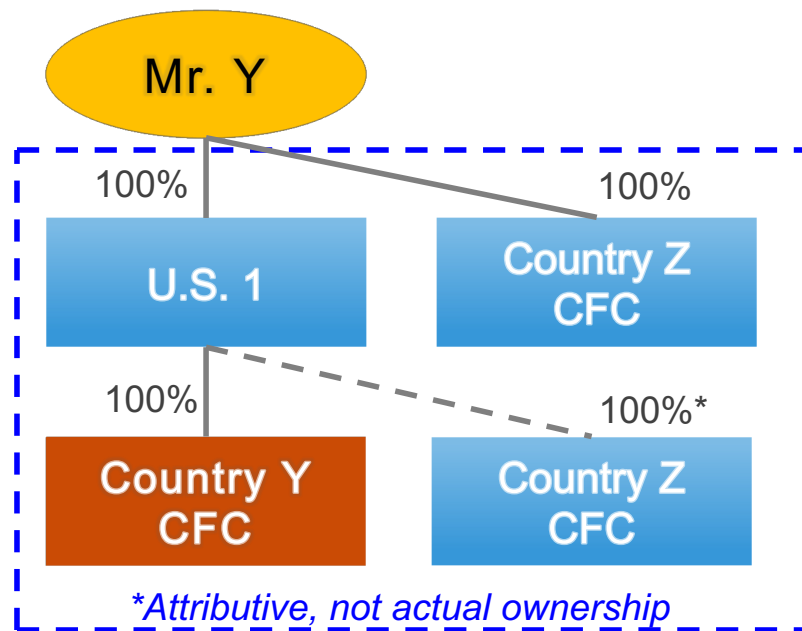 Mr. Y
100%
100%
U.S. 1
Country Z
CFC
100%
100%*
Country Y
CFC
Country Z
CFC
*Attributive, not actual ownership